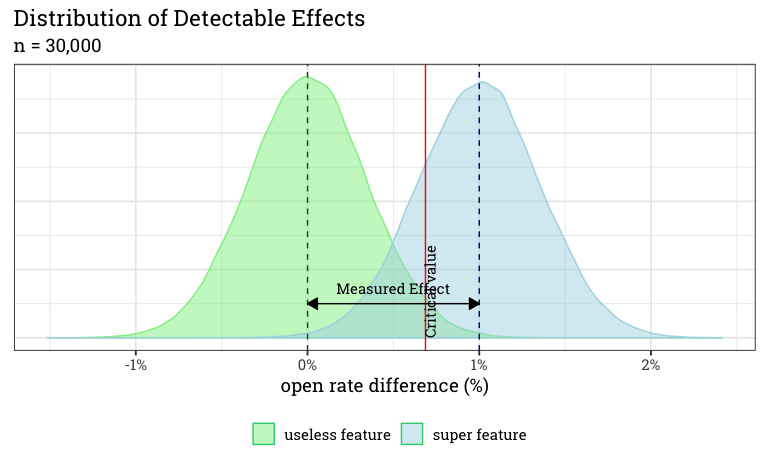 Distribution of Detectable Effects
n = 30,000
Measured Effect
Critical value
-1%
0%
1%
2%
open rate difference (%)
useless feature
super feature